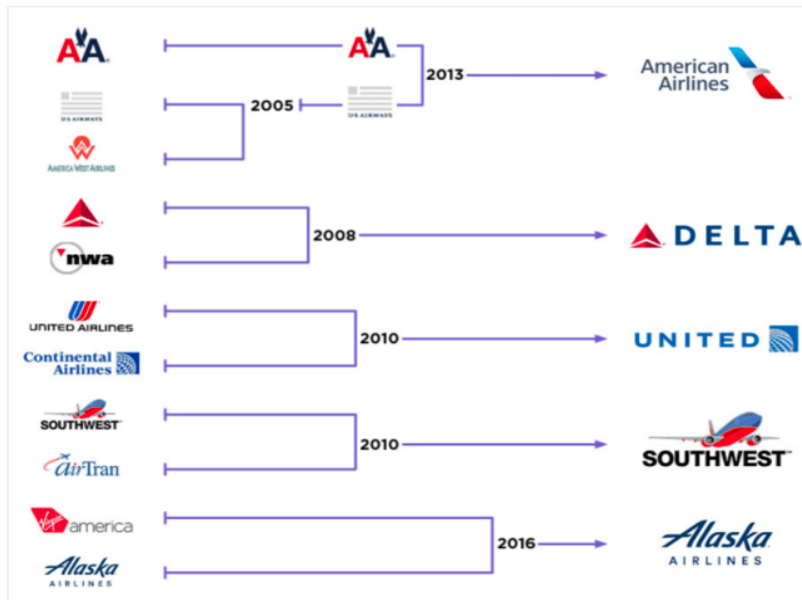 AA
AA
2013
American
Airlines
US AIRWAYS
2005
US AIRWAYS
AMERICA WEST AIRLINES
2008
DELTA
nwa
UNITED AIRLINES
2010
UNITED
Continental
Airlines
SOUTHWEST
2010
SOUTHWEST
airTran
Virgin america
2016
Alaska
AIRLINES
Alaska
AIRLINES